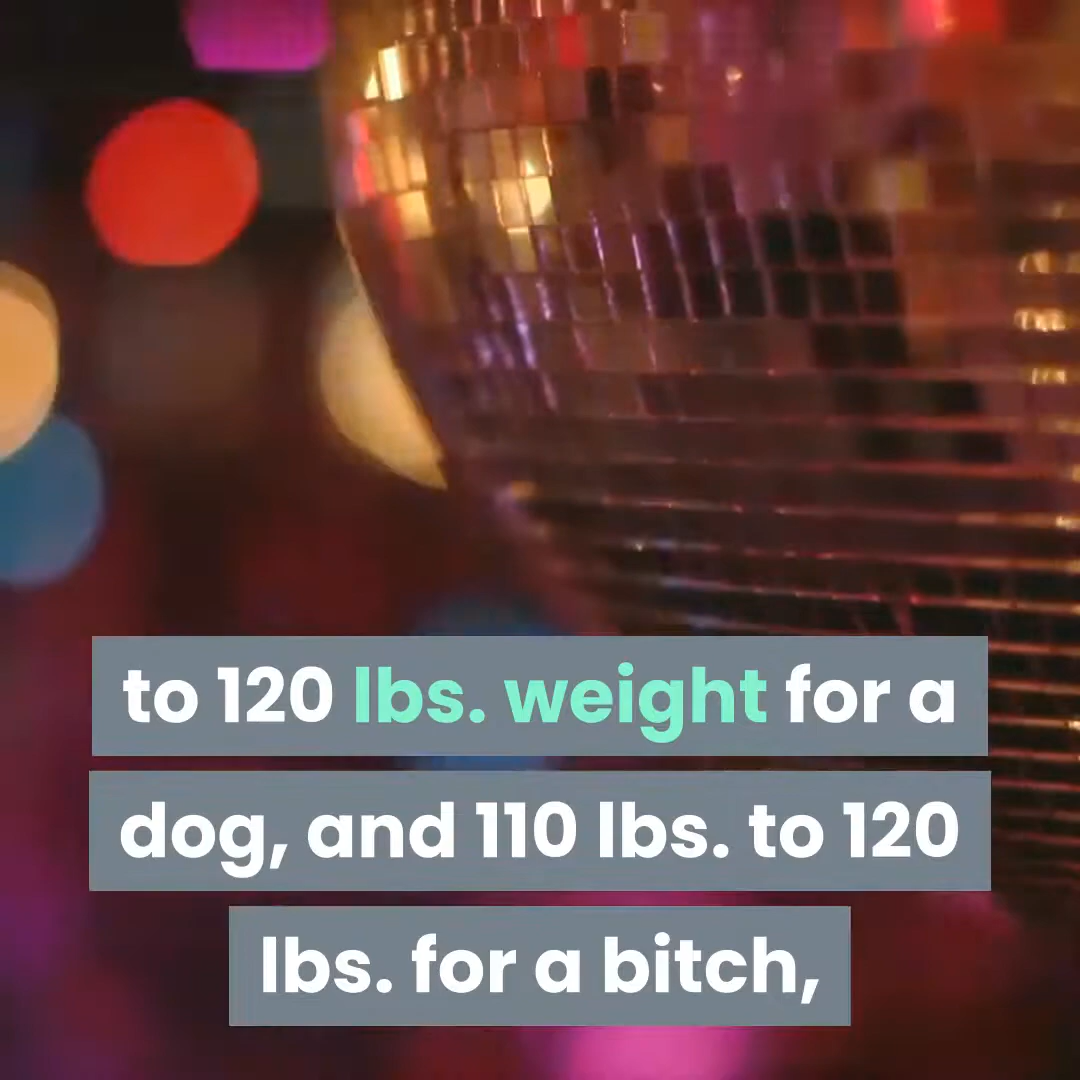 to 120 lbs. weight for a
dog, and 110 lbs. to 120
lbs. for a bitch,